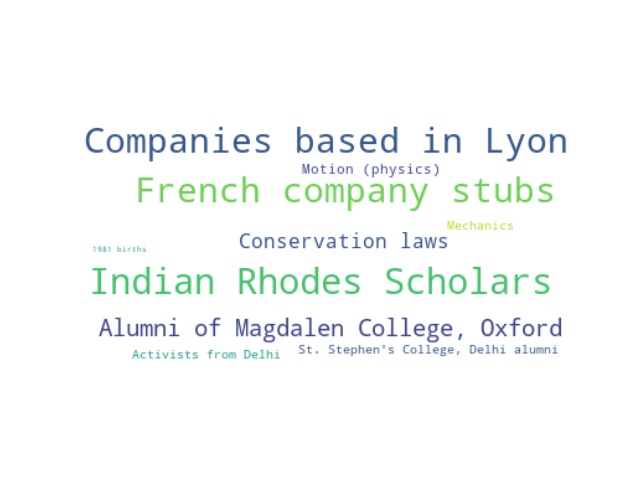 Companies based in Lyon
Motion (physics)
French company stubs
Mechanics
Conservation laws
1981 births
Indian Rhodes Scholars
Alumni of Magdalen College, Oxford
St. Stephen's College, Delhi alumni
Activists from Delhi